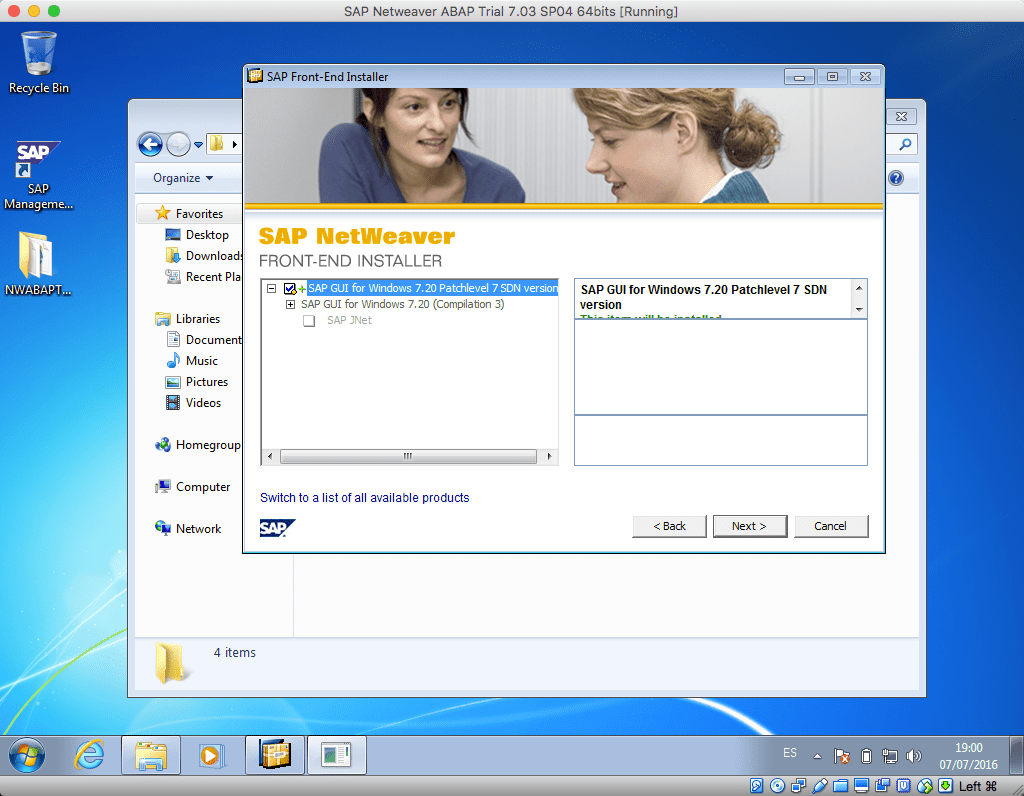 SAP Netweaver ABAP Trial 7.03 SP04 64bits [Running]
Recycle Bin
SAP
SAP
Manageme...
NWABAPT...
Organize
Favorites
Desktop
Downloads
Recent Pla
Libraries
Document
Music
Pictures
Videos
Homegroup
Computer
Network
4 items
SAP Front-End Installer
SAP NetWeaver
FRONT-END INSTALLER
SAP GUI for Windows 7.20 Patchlevel 7 SDN version
SAP GUI for Windows 7.20 (Compilation 3)
SAP JNet
SAP GUI for Windows 7.20 Patchlevel 7 SDN
version
This item will be installed
Switch to a list of all available products
SAP
< Back
Next >
Cancel
ES
19:00
07/07/2016
Left ⌘